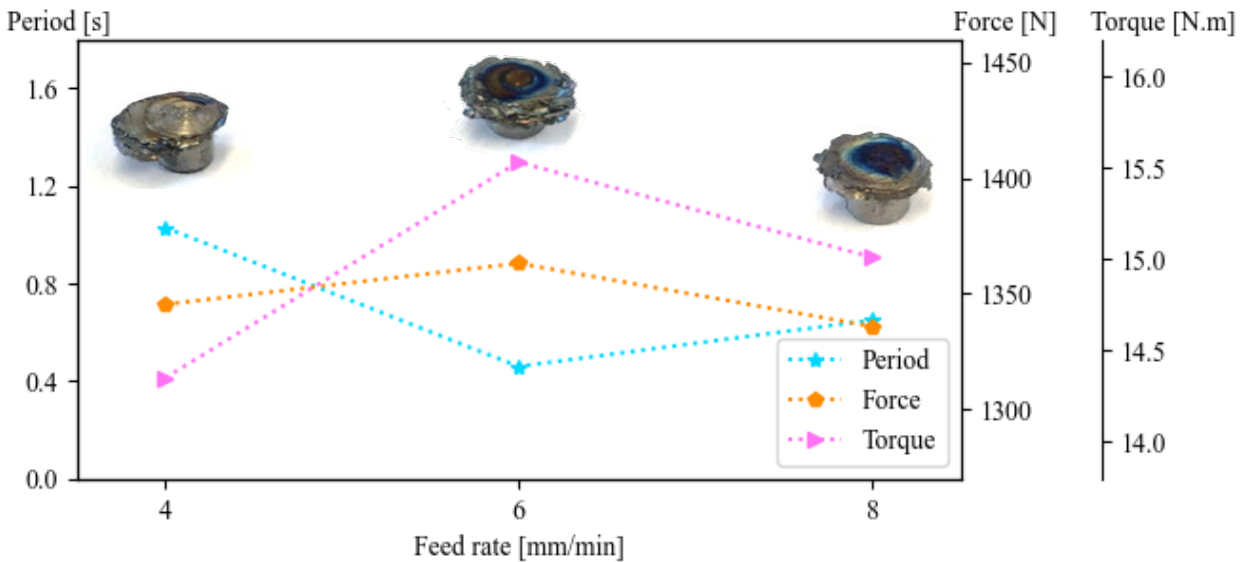 Period [s]
Force [N]
Torque [N.m]
1.6
1.2
0.8
0.4
0.0
1450
1400
1350
1300
16.0
15.5
15.0
14.5
14.0
Period
Force
Torque
4
6
8
Feed rate [mm/min]